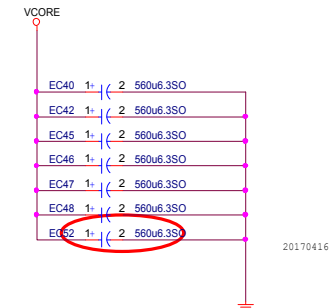 VCORE
EC40 1+ 2 560u6.3SO
EC42 1+ 2 560u6.3SO
EC45 1+ 2 560u6.3SO
EC46 1+ 2 560u6.3SO
EC47 1+ 2 560u6.3SO
EC48 1+ 2 560u6.3SO
EC52 1+ 2 560u6.3SO
20170416